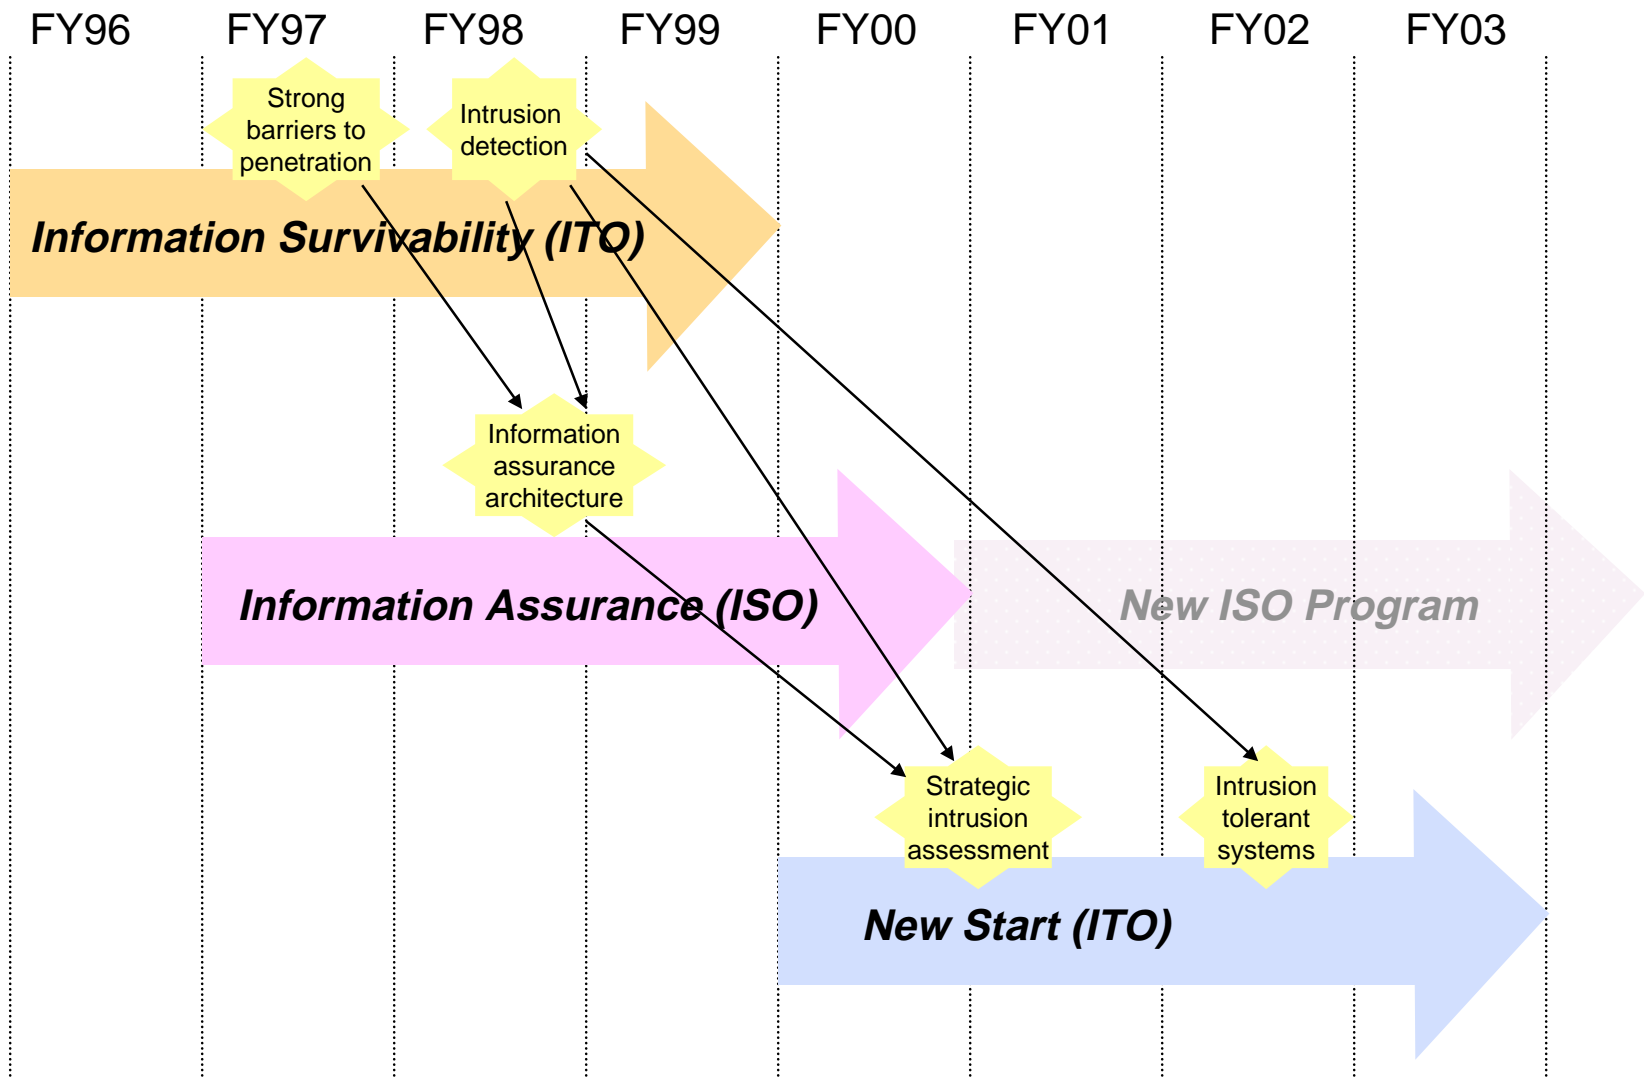 FY96 FY97 FY98 FY99 FY00 FY01 FY02 FY03
Strong
barriers to
penetration
Intrusion
detection
Information Survivability (ITO)
Information
assurance
architecture
Information Assurance (ISO)
New ISO Program
Strategic
intrusion
assessment
Intrusion
tolerant
systems
New Start (ITO)